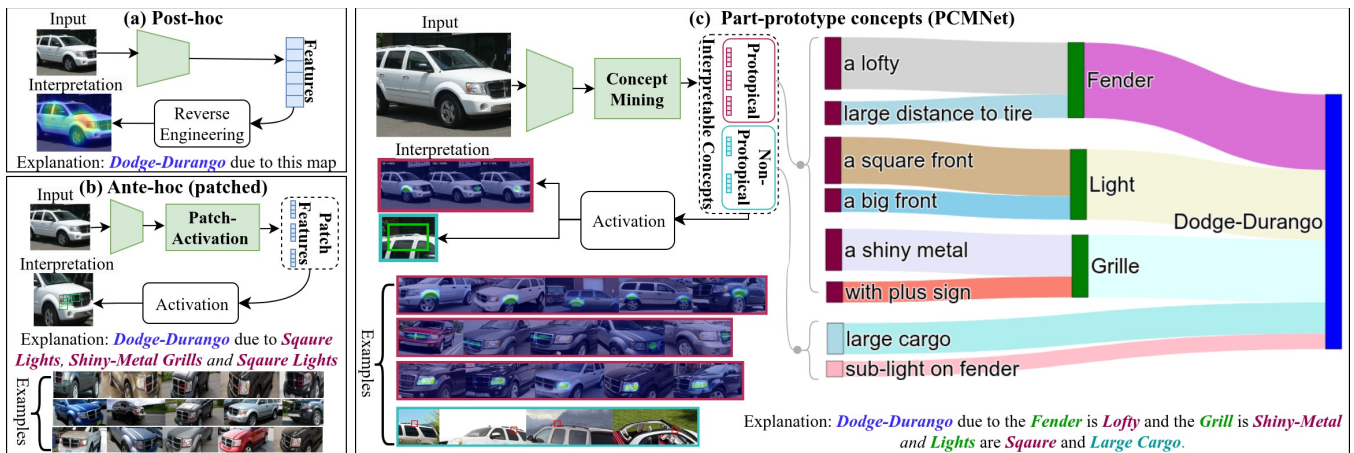 (a) Post-hoc
Input
Features
Interpretation
Reverse
Engineering
Explanation: Dodge-Durango due to this map
(b) Ante-hoc (patched)
Input
Patch-
Activation
Patch
Features
Interpretation
Activation
Explanation: Dodge-Durango due to Sqaure
Lights, Shiny-Metal Grills and Sqaure Lights
Examples
(c) Part-prototype concepts (PCMNet)
Input
Concept
Mining
Protopical
Non-
Protopical
Interpretable Concepts
Interpretation
Activation
Examples
a lofty
large distance to tire
a square front
a big front
a shiny metal
with plus sign
large cargo
sub-light on fender
Fender
Light
Grille
Dodge-Durango
Explanation: Dodge-Durango due to the Fender is Lofty and the Grill is Shiny-Metal
and Lights are Sqaure and Large Cargo.